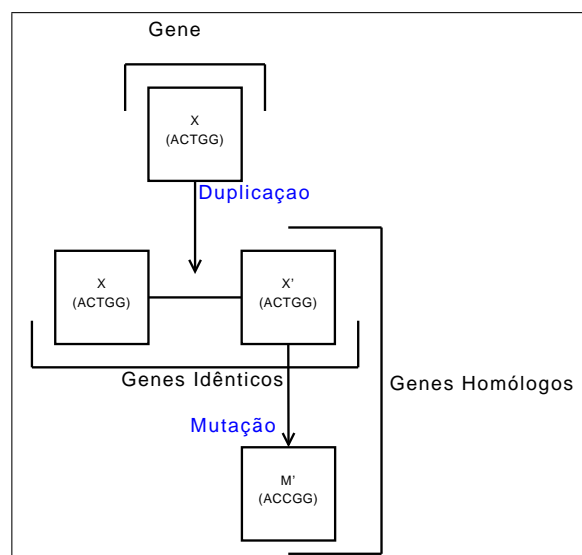 Gene
X
(ACTGG)
Duplicaçao
X
(ACTGG)
X'
(ACTGG)
Genes Idênticos
Genes Homólogos
Mutação
M'
(ACCGG)